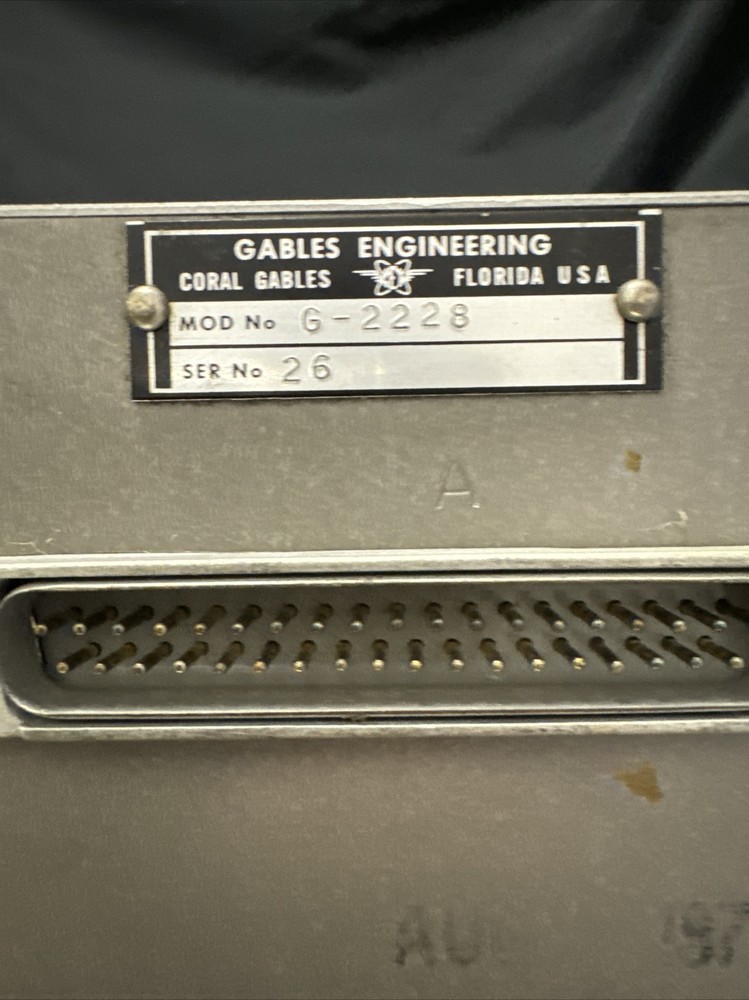 GABLES ENGINEERING
CORAL GABLES FLORIDA USA
MOD No G-2228
SER No 26
A